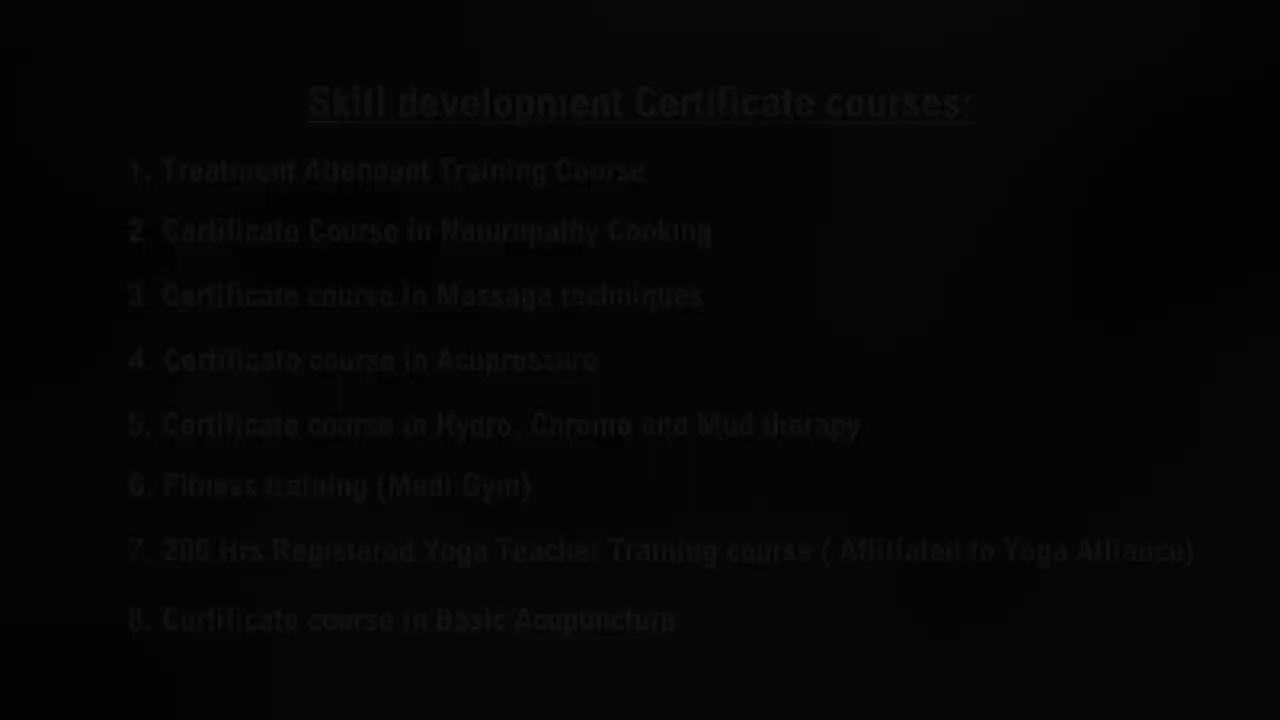 Skill development Certificate courses:
1. Treatment Attendant Training Course
2. Certificate Course in Naturopathy Cooking
3. Certificate course in Massage techniques
4. Certificate course in Acupressure
5. Certificate course in Hydro, Chromo and Mud therapy
6. Fitness training (Medi Gym)
7. 200 Hrs Registered Yoga Teacher Training course ( Affiliated to Yoga Alliance)
8. Certificate course in Basic Acupuncture